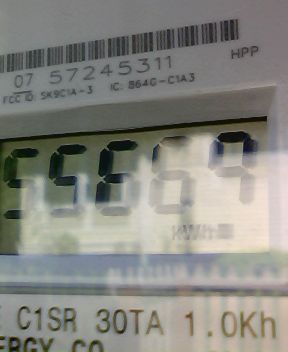 07 57245311
HPP
FCC ID: SK9C1A-3 IC: 864G-C1A3
55669
KWH
C1SR 30TA 1.0Kh
ERGY CO